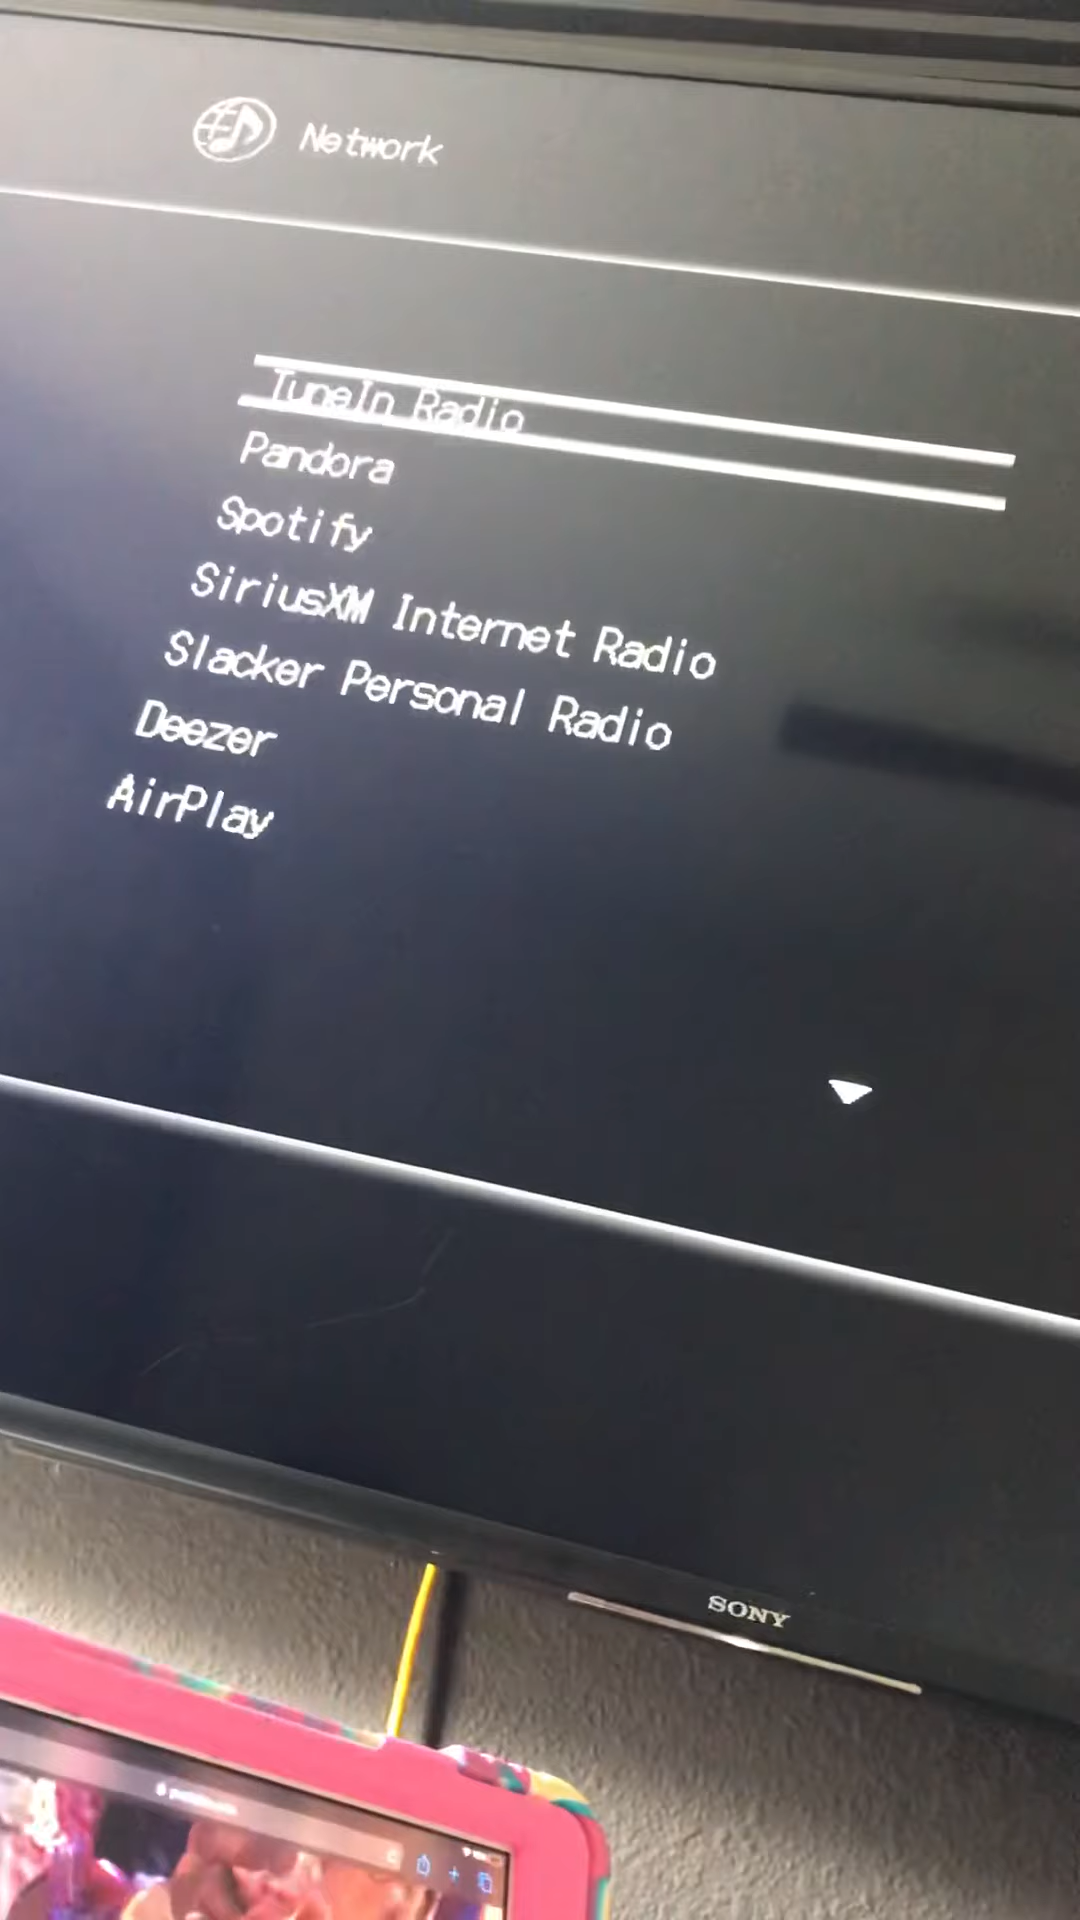 Network
TuneIn Radio
Pandora
Spotify
SiriusXM Internet Radio
Slacker Personal Radio
Deezer
AirPlay
SONY